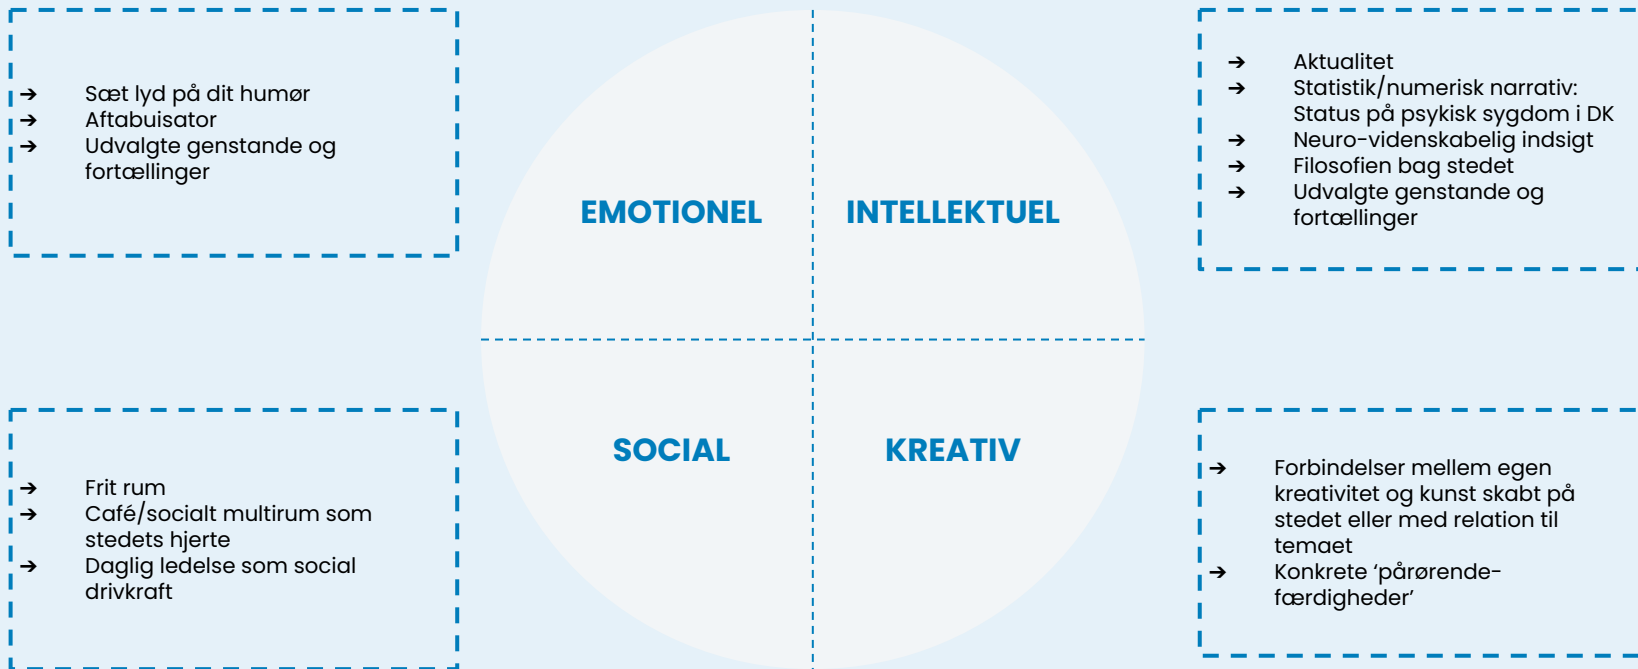 ➔ Sæt lyd på dit humør
➔ Aftabuisator
➔ Udvalgte genstande og
fortællinger
EMOTIONEL
INTELLEKTUEL
➔ Aktualitet
➔ Statistik/numerisk narrativ:
Status på psykisk sygdom i DK
➔ Neuro-videnskabelig indsigt
➔ Filosofien bag stedet
➔ Udvalgte genstande og
fortællinger
➔ Frit rum
➔ Café/socialt multirum som
stedets hjerte
➔ Daglig ledelse som social
drivkraft
SOCIAL
KREATIV
➔ Forbindelser mellem egen
kreativitet og kunst skabt på
stedet eller med relation til
temaet
➔ Konkrete ‘pårørende-
færdigheder’